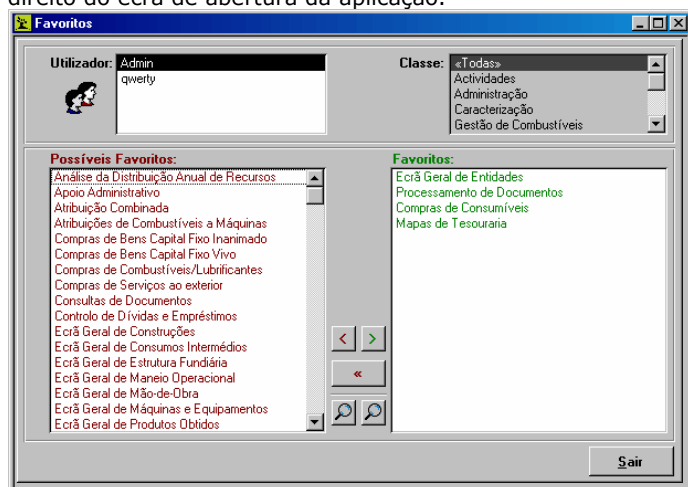 direito do ecrã de abertura da aplicação.
Favoritos
Utilizador:
Admin
qwerty
Classe:
«Todas»
Actividades
Administração
Caracterização
Gestão de Combustíveis
Possíveis Favoritos:
Análise da Distribuição Anual de Recursos
Apoio Administrativo
Atribuição Combinada
Atribuições de Combustíveis a Máquinas
Compras de Bens Capital Fixo Inanimado
Compras de Bens Capital Fixo Vivo
Compras de Combustíveis/Lubrificantes
Compras de Serviços ao exterior
Consultas de Documentos
Controlo de Dívidas e Empréstimos
Ecrã Geral de Construções
Ecrã Geral de Consumos Intermédios
Ecrã Geral de Estrutura Fundiária
Ecrã Geral de Maneio Operacional
Ecrã Geral de Mão-de-Obra
Ecrã Geral de Máquinas e Equipamentos
Ecrã Geral de Produtos Obtidos
< >
«
Favoritos:
Ecrã Geral de Entidades
Processamento de Documentos
Compras de Consumíveis
Mapas de Tesouraria
Sair